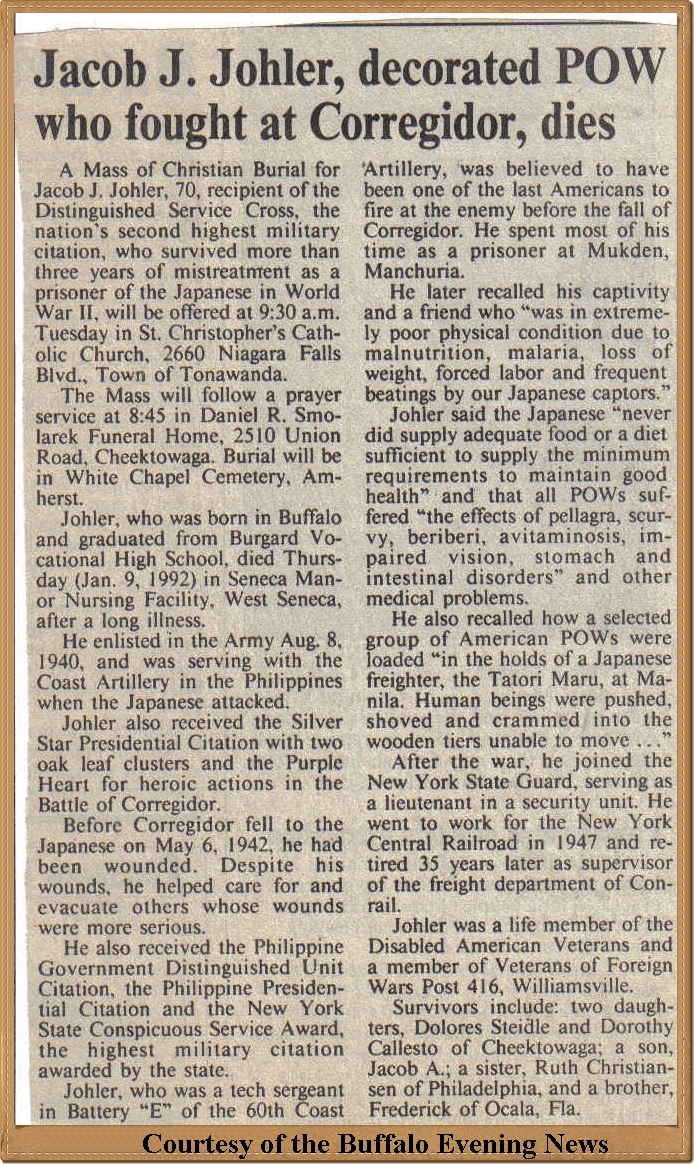 Jacob J. Johler, decorated POW
who fought at Corregidor, dies
A Mass of Christian Burial for
Jacob J. Johler, 70, recipient of the
Distinguished Service Cross, the
nation's second highest military
citation, who survived more than
three years of mistreatment as a
prisoner of the Japanese in World
War II, will be offered at 9:30 a.m.
Tuesday in St. Christopher's Cath-
olic Church, 2660 Niagara Falls
Blvd., Town of Tonawanda.
The Mass will follow a prayer
service at 8:45 in Daniel R. Smo-
larek Funeral Home, 2510 Union
Road, Cheektowaga. Burial will be
in White Chapel Cemetery, Am-
herst.
Johler, who was born in Buffalo
and graduated from Burgard Vo-
cational High School, died Thurs-
day (Jan. 9, 1992) in Seneca Man-
or Nursing Facility, West Seneca,
after a long illness.
He enlisted in the Army Aug. 8,
1940, and was serving with the
Coast Artillery in the Philippines
when the Japanese attacked.
Johler also received the Silver
Star Presidential Citation with two
oak leaf clusters and the Purple
Heart for heroic actions in the
Battle of Corregidor.
Before Corregidor fell to the
Japanese on May 6, 1942, he had
been wounded. Despite his
wounds, he helped care for and
evacuate others whose wounds
were more serious.
He also received the Philippine
Government Distinguished Unit
Citation, the Philippine Presiden-
tial Citation and the New York
State Conspicuous Service Award,
the highest military citation
awarded by the state.
Johler, who was a tech sergeant
in Battery "E" of the 60th Coast
Artillery, was believed to have
been one of the last Americans to
fire at the enemy before the fall of
Corregidor. He spent most of his
time as a prisoner at Mukden,
Manchuria.
He later recalled his captivity
and a friend who "was in extreme-
ly poor physical condition due to
malnutrition, malaria, loss of
weight, forced labor and frequent
beatings by our Japanese captors."
Johler said the Japanese "never
did supply adequate food or a diet
sufficient to supply the minimum
requirements to maintain good
health" and that all POWs suf-
fered "the effects of pellagra, scur-
vy, beriberi, avitaminosis, im-
paired vision, stomach and
intestinal disorders" and other
medical problems.
He also recalled how a selected
group of American POWs were
loaded "in the holds of a Japanese
freighter, the Tatori Maru, at Ma-
nila. Human beings were pushed,
shoved and crammed into the
wooden tiers unable to move . . ."
After the war, he joined the
New York State Guard, serving as
a lieutenant in a security unit. He
went to work for the New York
Central Railroad in 1947 and re-
tired 35 years later as supervisor
of the freight department of Con-
rail.
Johler was a life member of the
Disabled American Veterans and
a member of Veterans of Foreign
Wars Post 416, Williamsville.
Survivors include: two daugh-
ters, Dolores Steidle and Dorothy
Callesto of Cheektowaga; a son,
Jacob A.; a sister, Ruth Christian-
sen of Philadelphia, and a brother,
Frederick of Ocala, Fla.
Courtesy of the Buffalo Evening News